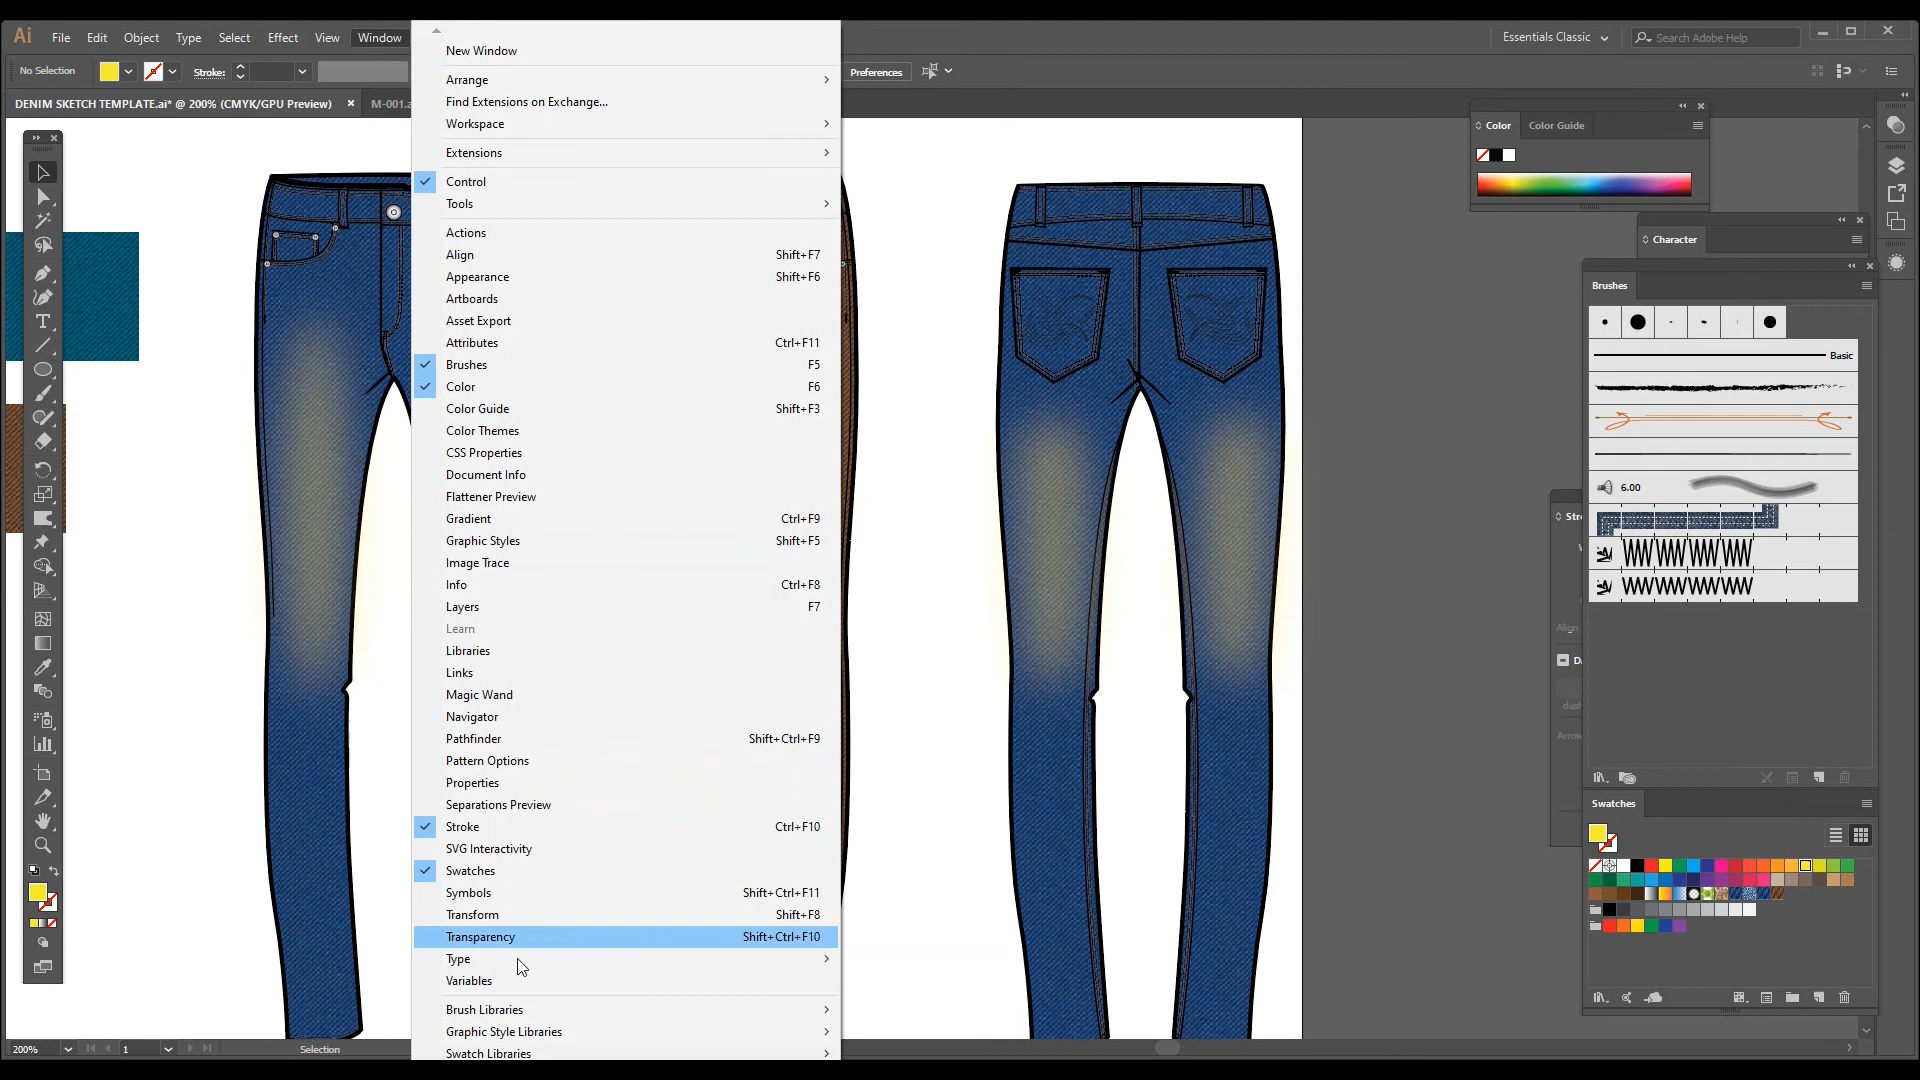 Ai File Edit Object Type Select Effect View Window
Essentials Classic
Search Adobe Help
No Selection
Stroke:
Preferences
DENIM SKETCH TEMPLATE.ai* @ 200% (CMYK/GPU Preview) ×
M-001.a
New Window
Arrange
Find Extensions on Exchange...
Workspace
Extensions
Control
Tools
Actions
Align Shift+F7
Appearance Shift+F6
Artboards
Asset Export
Attributes Ctrl+F11
Brushes F5
Color F6
Color Guide Shift+F3
Color Themes
CSS Properties
Document Info
Flattener Preview
Gradient Ctrl+F9
Graphic Styles Shift+F5
Image Trace
Info Ctrl+F8
Layers F7
Learn
Libraries
Links
Magic Wand
Navigator
Pathfinder Shift+Ctrl+F9
Pattern Options
Properties
Separations Preview
Stroke Ctrl+F10
SVG Interactivity
Swatches
Symbols Shift+Ctrl+F11
Transform Shift+F8
Transparency Shift+Ctrl+F10
Type
Variables
Brush Libraries
Graphic Style Libraries
Swatch Libraries
Color Color Guide
Character
Brushes
Basic
6.00
Stro
Align
Da
dash
Arrow
Swatches
200%
1
Selection